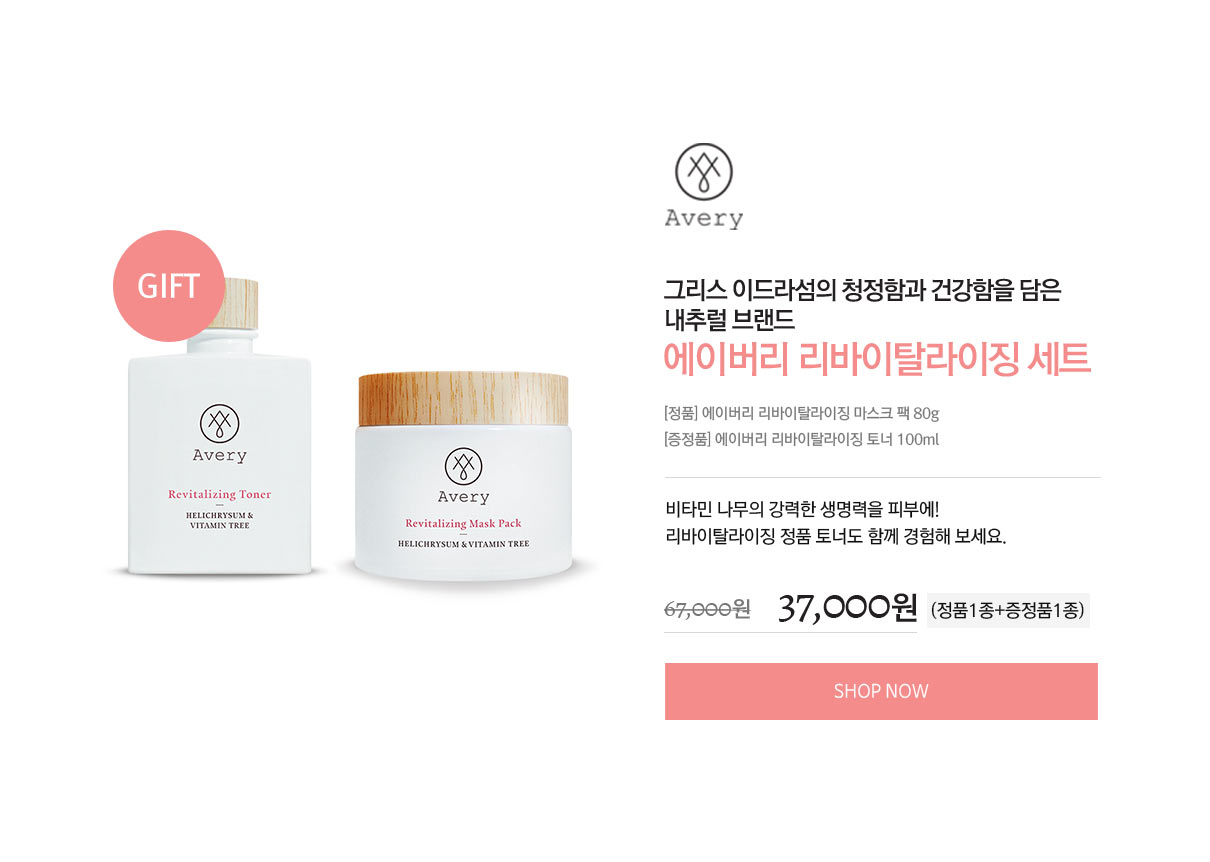 GIFT
Avery
Revitalizing Toner
HELICHRYSUM &
VITAMIN TREE
Avery
Revitalizing Mask Pack
HELICHRYSUM & VITAMIN TREE
Avery
그리스 이드라섬의 청정함과 건강함을 담은
내추럴 브랜드
에이버리 리바이탈라이징 세트
[정품] 에이버리 리바이탈라이징 마스크 팩 80g
[증정품] 에이버리 리바이탈라이징 토너 100ml
비타민 나무의 강력한 생명력을 피부에!
리바이탈라이징 정품 토너도 함께 경험해 보세요.
67,000원 37,000원 (정품1종+증정품1종)
SHOP NOW